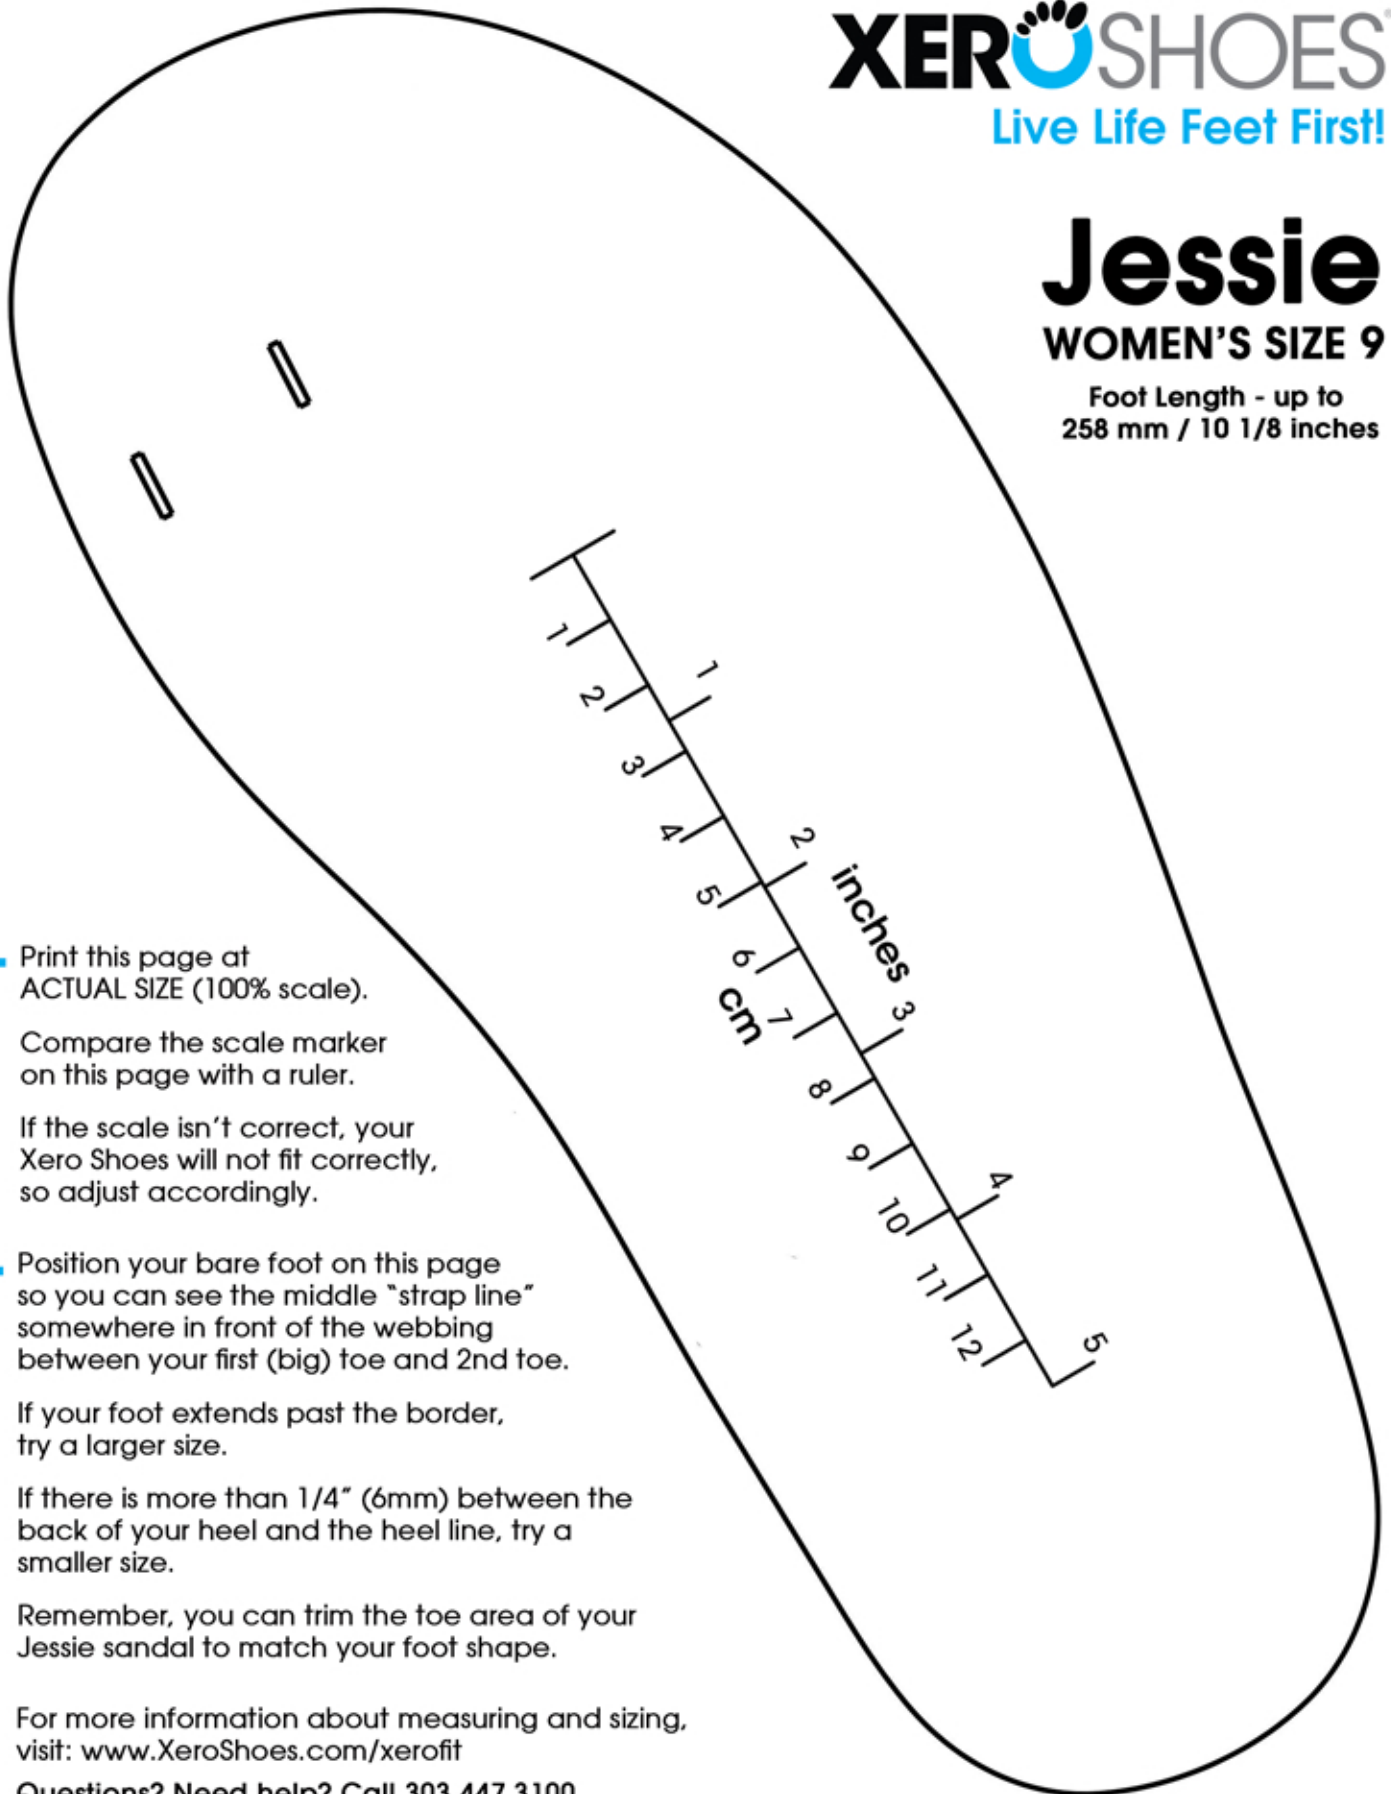 XEROSHOES
Live Life Feet First!
Jessie
WOMEN'S SIZE 9
Foot Length - up to
258 mm / 10 1/8 inches
1
2
3
4
5
6
7
8
9
10
11
12
cm
1
2
3
4
5
inches
Print this page at
ACTUAL SIZE (100% scale).
Compare the scale marker
on this page with a ruler.
If the scale isn't correct, your
Xero Shoes will not fit correctly,
so adjust accordingly.
Position your bare foot on this page
so you can see the middle "strap line"
somewhere in front of the webbing
between your first (big) toe and 2nd toe.
If your foot extends past the border,
try a larger size.
If there is more than 1/4" (6mm) between the
back of your heel and the heel line, try a
smaller size.
Remember, you can trim the toe area of your
Jessie sandal to match your foot shape.
For more information about measuring and sizing,
visit: www.XeroShoes.com/xerofit
Questions? Need help? Call 303.447.3100